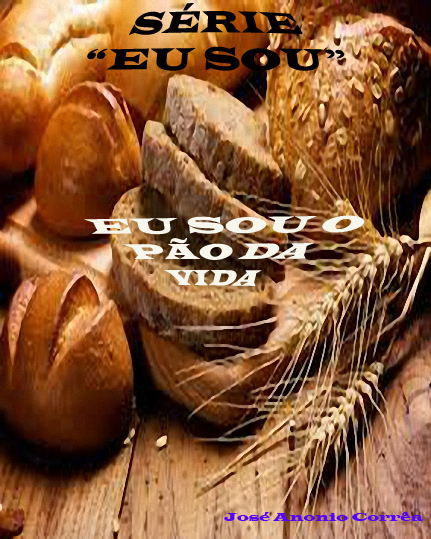 SÉRIE
“EU SOU”
EU SOU O
PÃO DA
VIDA
José Anonio Corrêa